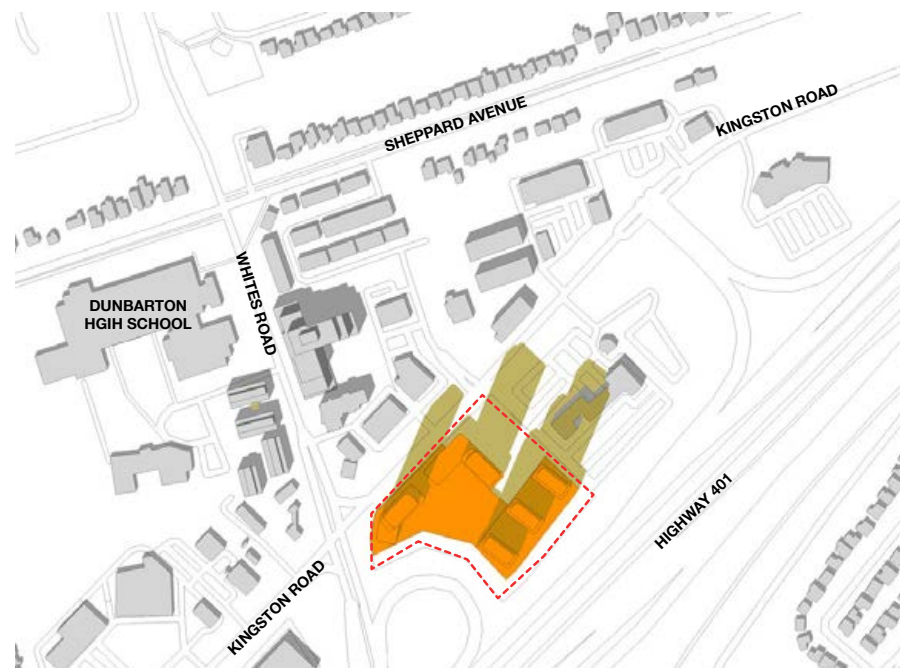 SHEPPARD AVENUE
KINGSTON ROAD
WHITES ROAD
DUNBARTON
HGIH SCHOOL
HIGHWAY 401
KINGSTON ROAD